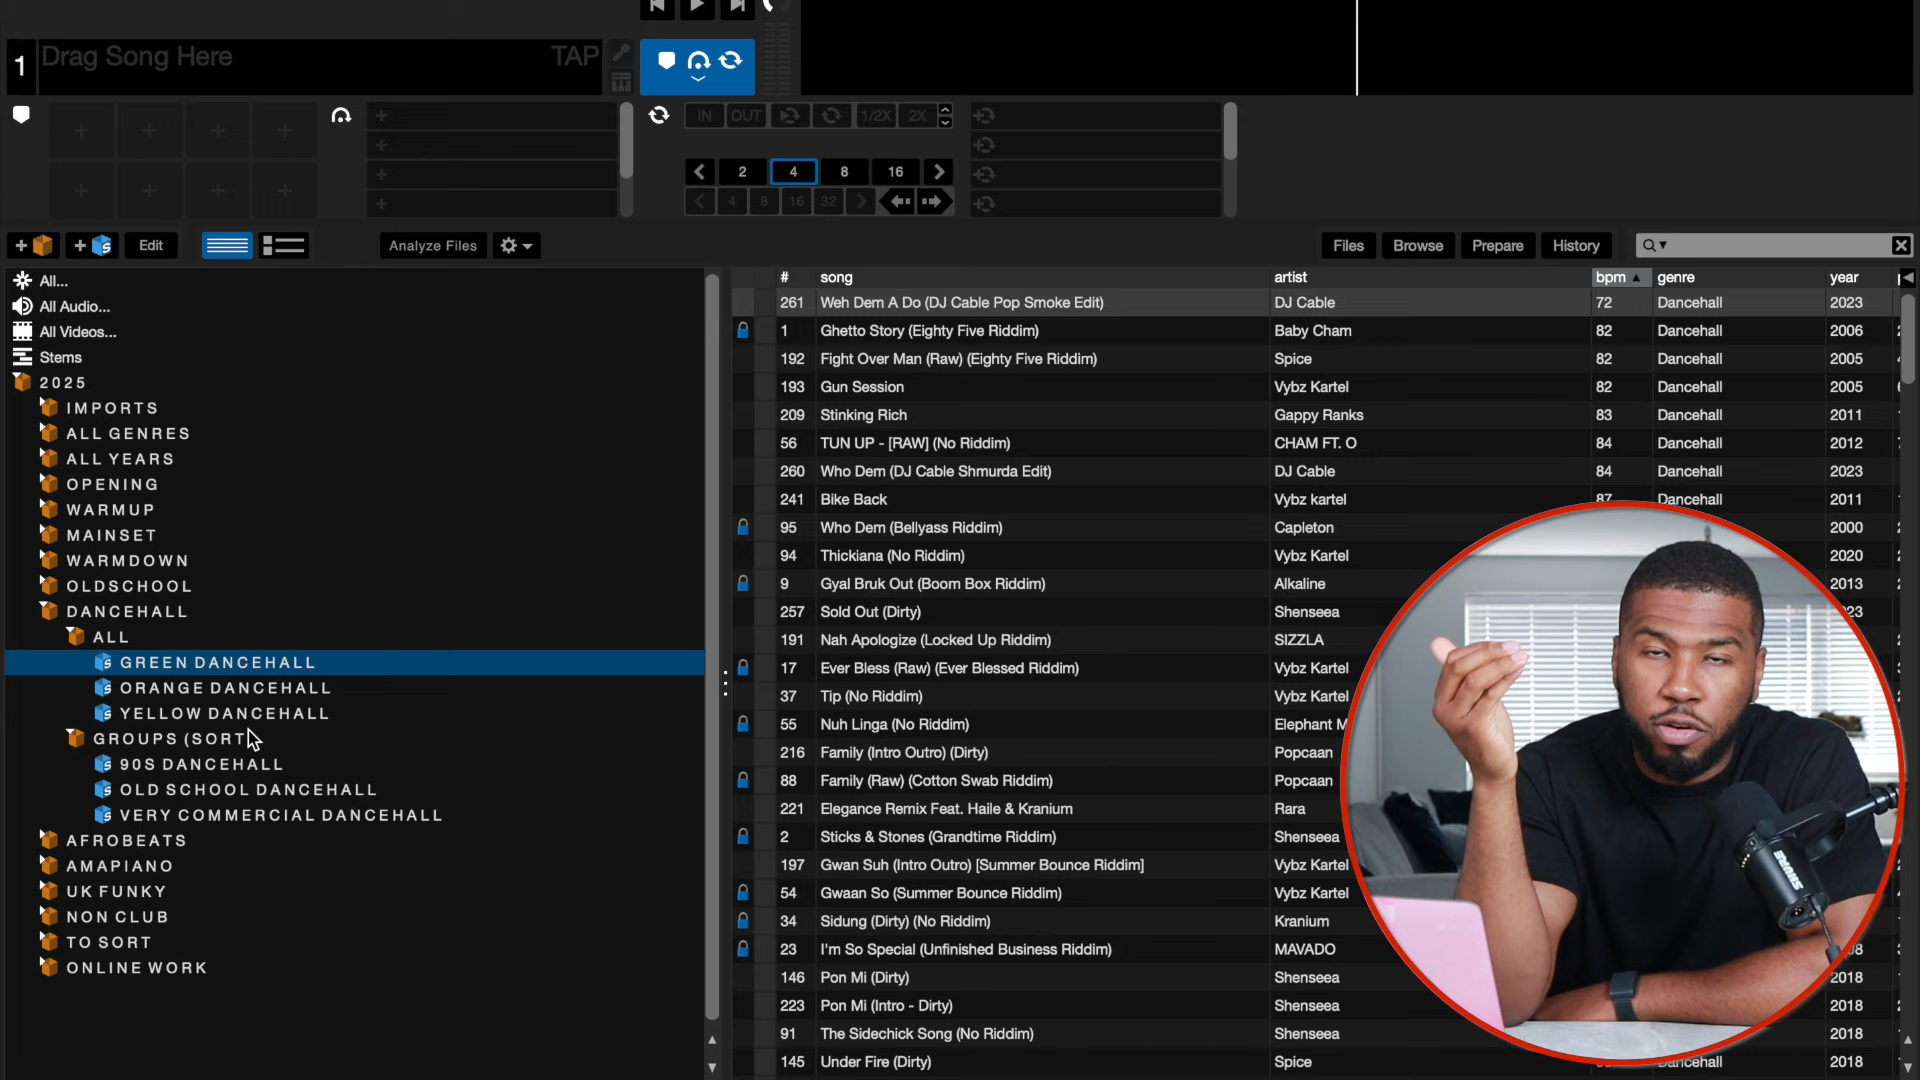 1 Drag Song Here TAP
IN OUT 1/2X 2X
2 4 8 16
4 8 16 32
Edit Analyze Files Files Browse Prepare History
All...
All Audio...
All Videos...
Stems
2025
IMPORTS
ALL GENRES
ALL YEARS
OPENING
WARMUP
MAINSET
WARMDOWN
OLDSCHOOL
DANCEHALL
ALL
GREEN DANCEHALL
ORANGE DANCEHALL
YELLOW DANCEHALL
GROUPS (SORT
90S DANCEHALL
OLD SCHOOL DANCEHALL
VERY COMMERCIAL DANCEHALL
AFROBEATS
AMAPIANO
UK FUNKY
NON CLUB
TO SORT
ONLINE WORK
# song artist bpm genre year
261 Weh Dem A Do (DJ Cable Pop Smoke Edit) DJ Cable 72 Dancehall 2023
1 Ghetto Story (Eighty Five Riddim) Baby Cham 82 Dancehall 2006
192 Fight Over Man (Raw) (Eighty Five Riddim) Spice 82 Dancehall 2005
193 Gun Session Vybz Kartel 82 Dancehall 2005
209 Stinking Rich Gappy Ranks 83 Dancehall 2011
56 TUN UP - [RAW] (No Riddim) CHAM FT. O 84 Dancehall 2012
260 Who Dem (DJ Cable Shmurda Edit) DJ Cable 84 Dancehall 2023
241 Bike Back Vybz kartel 87 Dancehall 2011
95 Who Dem (Bellyass Riddim) Capleton 2000
94 Thickiana (No Riddim) Vybz Kartel 2020
9 Gyal Bruk Out (Boom Box Riddim) Alkaline 2013
257 Sold Out (Dirty) Shenseea 23
191 Nah Apologize (Locked Up Riddim) SIZZLA
17 Ever Bless (Raw) (Ever Blessed Riddim) Vybz Kartel
37 Tip (No Riddim) Vybz Kartel
55 Nuh Linga (No Riddim) Elephant M
216 Family (Intro Outro) (Dirty) Popcaan
88 Family (Raw) (Cotton Swab Riddim) Popcaan
221 Elegance Remix Feat. Haile & Kranium Rara
2 Sticks & Stones (Grandtime Riddim) Shenseea
197 Gwan Suh (Intro Outro) [Summer Bounce Riddim] Vybz Kartel
54 Gwaan So (Summer Bounce Riddim) Vybz Kartel
34 Sidung (Dirty) (No Riddim) Kranium
23 I'm So Special (Unfinished Business Riddim) MAVADO 8
146 Pon Mi (Dirty) Shenseea 2018
223 Pon Mi (Intro - Dirty) Shenseea 2018
91 The Sidechick Song (No Riddim) Shenseea 2018
145 Under Fire (Dirty) Spice Dancehall 2018
SHURE